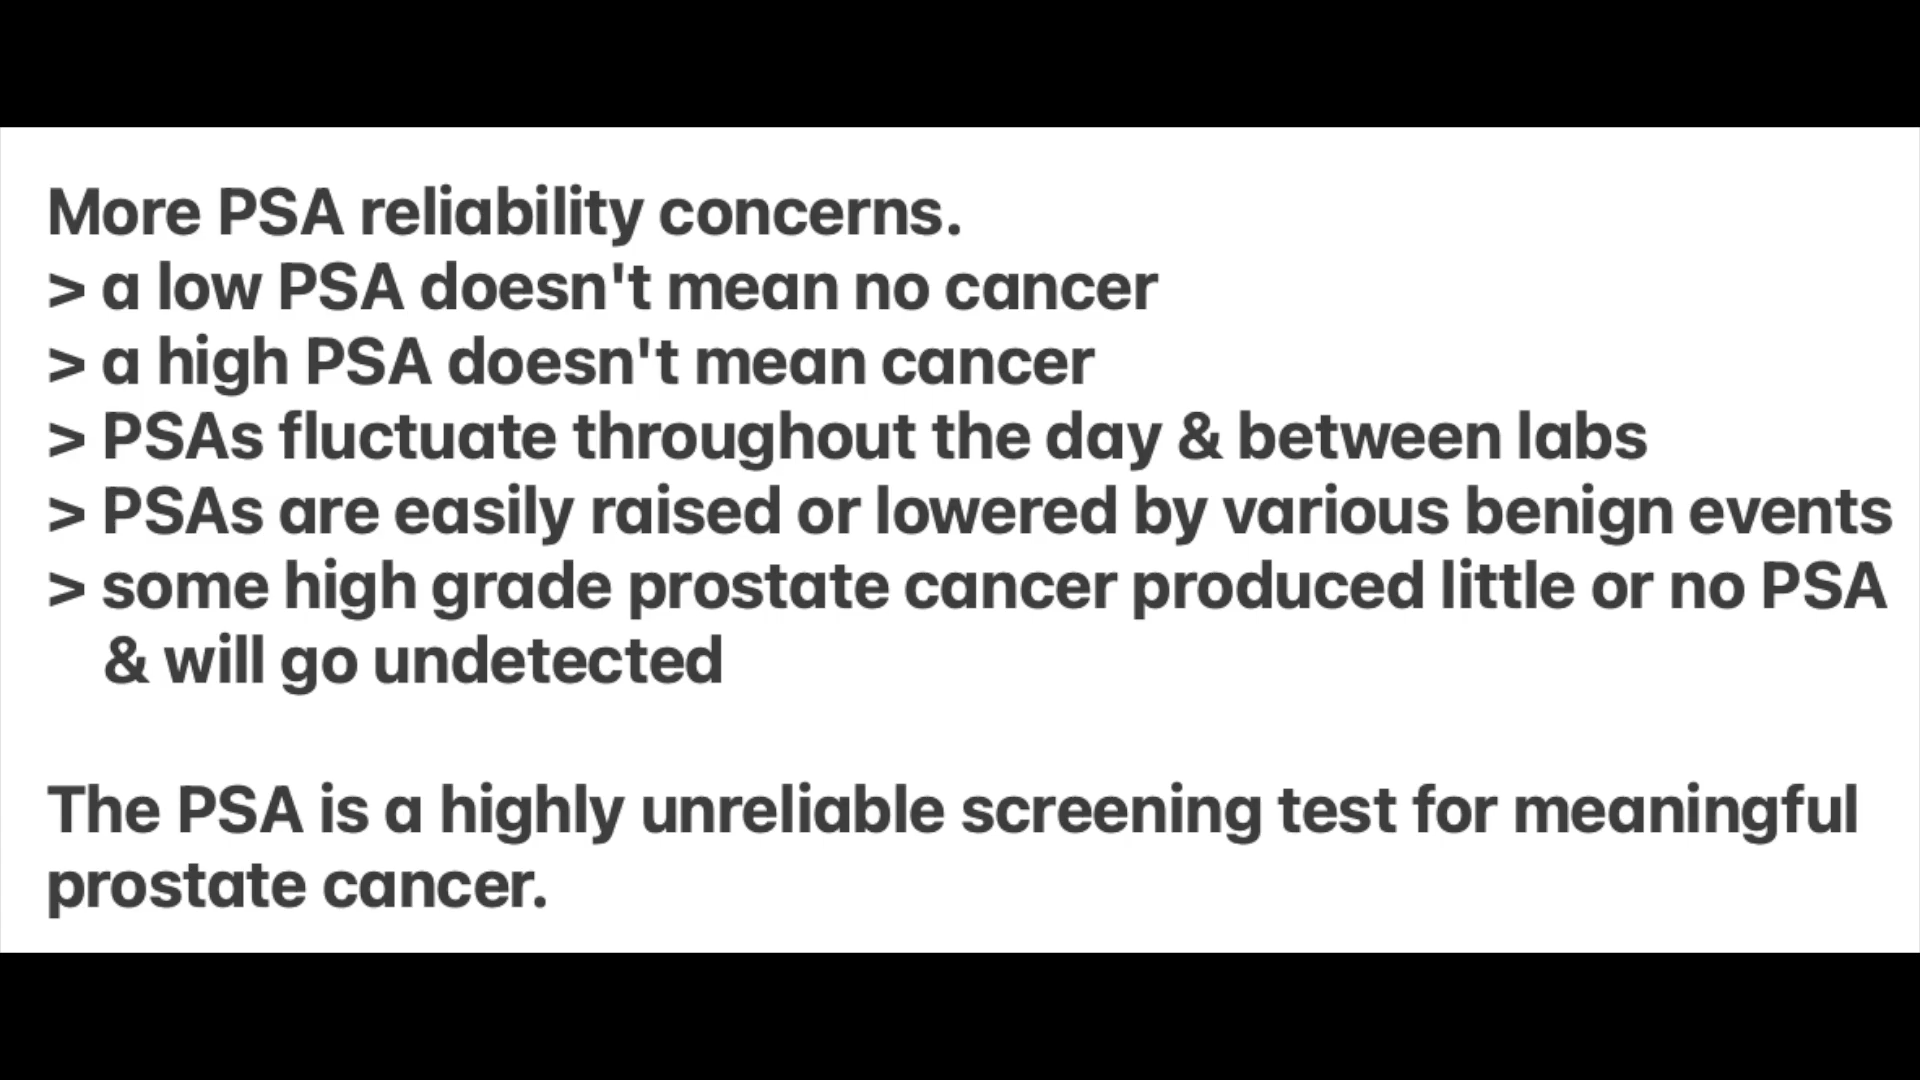 More PSA reliability concerns.
> a low PSA doesn't mean no cancer
> a high PSA doesn't mean cancer
> PSAs fluctuate throughout the day & between labs
> PSAs are easily raised or lowered by various benign events
> some high grade prostate cancer produced little or no PSA
& will go undetected
The PSA is a highly unreliable screening test for meaningful
prostate cancer.